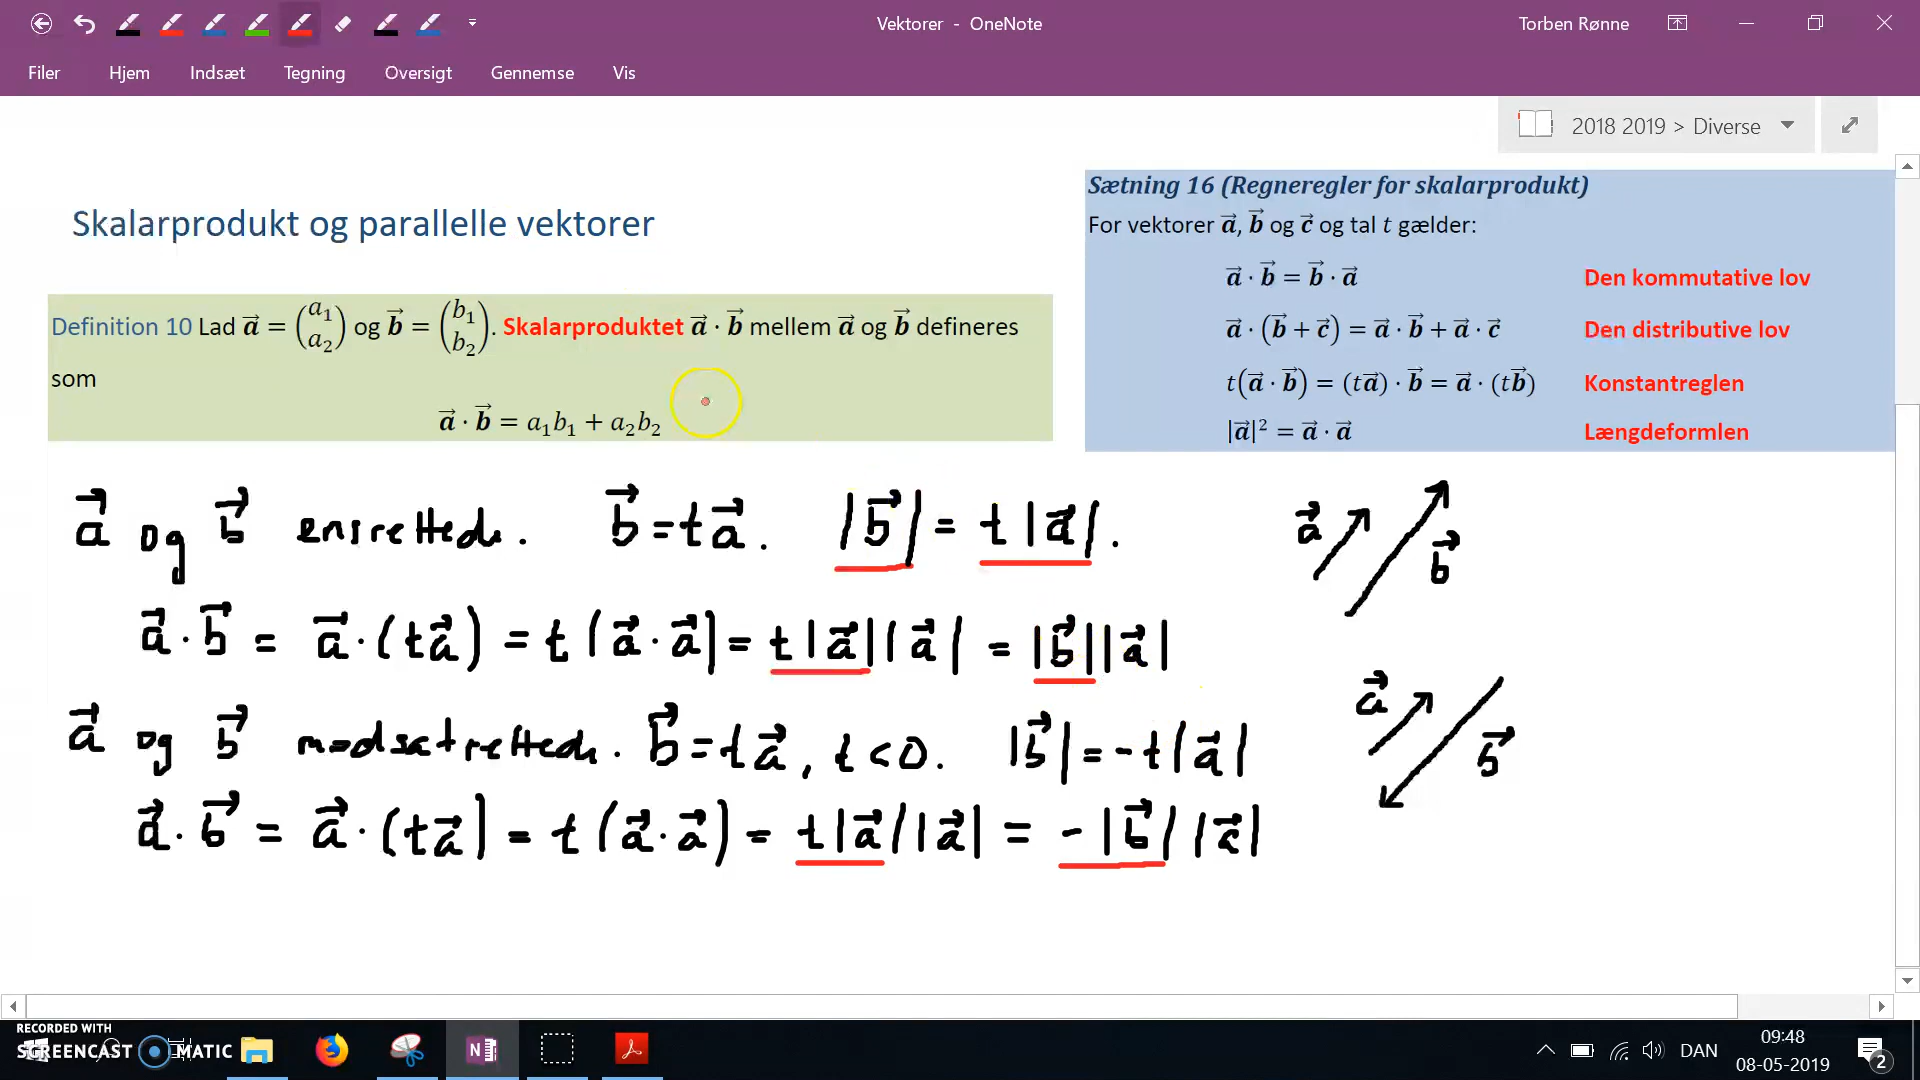 Vektorer - OneNote
Torben Rønne
Filer Hjem Indsæt Tegning Oversigt Gennemse Vis
2018 2019 > Diverse
Skalarprodukt og parallelle vektorer
Definition 10 Lad a⃗ = (a₁ a₂) og b⃗ = (b₁ b₂). Skalarproduktet a⃗ · b⃗ mellem a⃗ og b⃗ defineres
som
a⃗ · b⃗ = a₁b₁ + a₂b₂
Sætning 16 (Regneregler for skalarprodukt)
For vektorer a⃗, b⃗ og c⃗ og tal t gælder:
a⃗ · b⃗ = b⃗ · a⃗ Den kommutative lov
a⃗ · (b⃗ + c⃗) = a⃗ · b⃗ + a⃗ · c⃗ Den distributive lov
t(a⃗ · b⃗) = (ta⃗) · b⃗ = a⃗ · (tb⃗) Konstantreglen
|a⃗|² = a⃗ · a⃗ Længdeformlen
a⃗ og b⃗ ensrettede. b⃗ = ta⃗. |b⃗| = t|a⃗|.
a⃗ b⃗
a⃗ · b⃗ = a⃗ · (ta⃗) = t(a⃗ · a⃗) = t|a⃗||a⃗| = |b⃗||a⃗|
a⃗ og b⃗ modsatrettede. b⃗ = ta⃗, t < 0. |b⃗| = -t|a⃗|
a⃗ b⃗
a⃗ · b⃗ = a⃗ · (ta⃗) = t(a⃗ · a⃗) = t|a⃗||a⃗| = -|b⃗||a⃗|
RECORDED WITH
SCREENCAST MATIC
N
DAN
09:48
08-05-2019
2